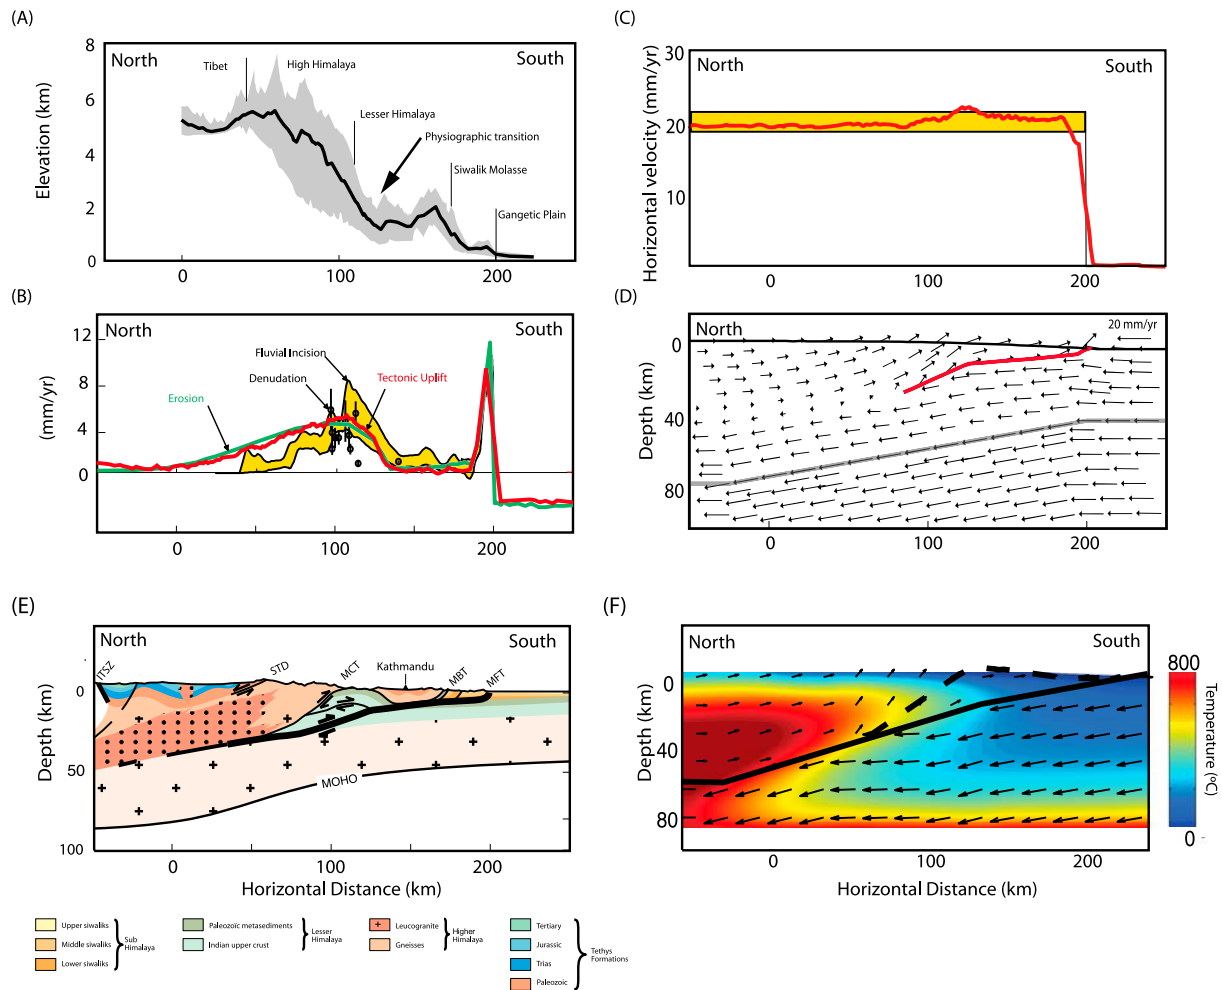 (A)
North
South
Tibet
High Himalaya
Lesser Himalaya
Physiographic transition
Siwalik Molasse
Gangetic Plain
Elevation (km)
8
6
4
2
0
0
100
200
(C)
North
South
Horizontal velocity (mm/yr)
30
20
10
0
0
100
200
(B)
North
South
Fluvial Incision
Denudation
Tectonic Uplift
Erosion
(mm/yr)
12
8
4
0
0
100
200
(D)
North
20 mm/yr
Depth (km)
0
40
80
0
100
200
(E)
North
South
ITSZ
STD
MCT
Kathmandu
MBT
MFT
MOHO
Depth (km)
0
50
100
0
100
200
Horizontal Distance (km)
(F)
North
South
Depth (km)
0
40
80
0
100
200
Horizontal Distance (km)
800
0
Temperature (°C)
Upper siwaliks
Middle siwaliks
Lower siwaliks
Sub
Himalaya
Paleozoïc metasediments
Indian upper crust
Lesser
Himalaya
Leucogranite
Gneisses
Higher
Himalaya
Tertiary
Jurassic
Trias
Paleozoic
Tethys
Formations